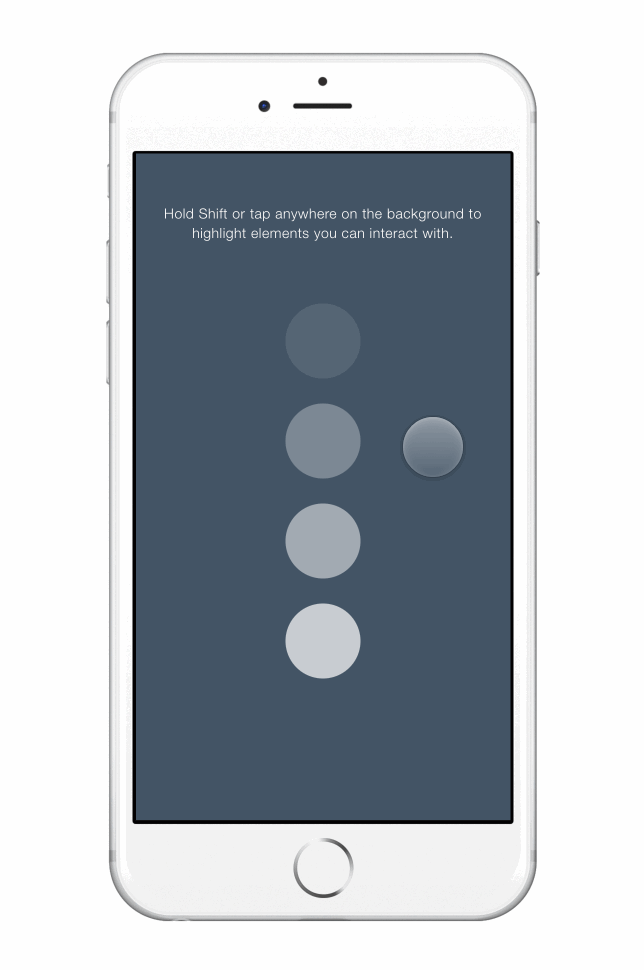 Hold Shift or tap anywhere on the background to
highlight elements you can interact with.